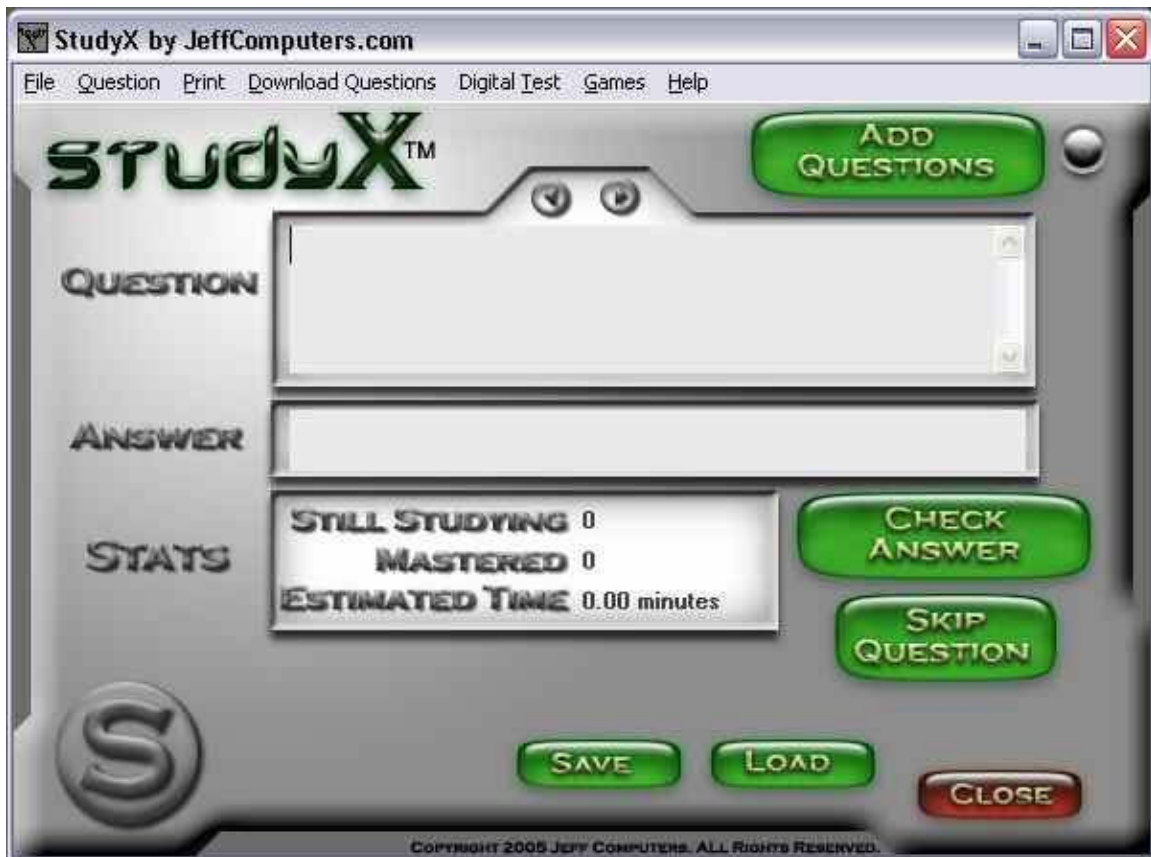 StudyX by JeffComputers.com
File Question Print Download Questions Digital Test Games Help
studyX™
ADD
QUESTIONS
QUESTION
ANSWER
STATS
STILL STUDYING 0
MASTERED 0
ESTIMATED TIME 0.00 minutes
CHECK
ANSWER
SKIP
QUESTION
S
SAVE
LOAD
CLOSE
COPYRIGHT 2005 JEFF COMPUTERS. ALL RIGHTS RESERVED.